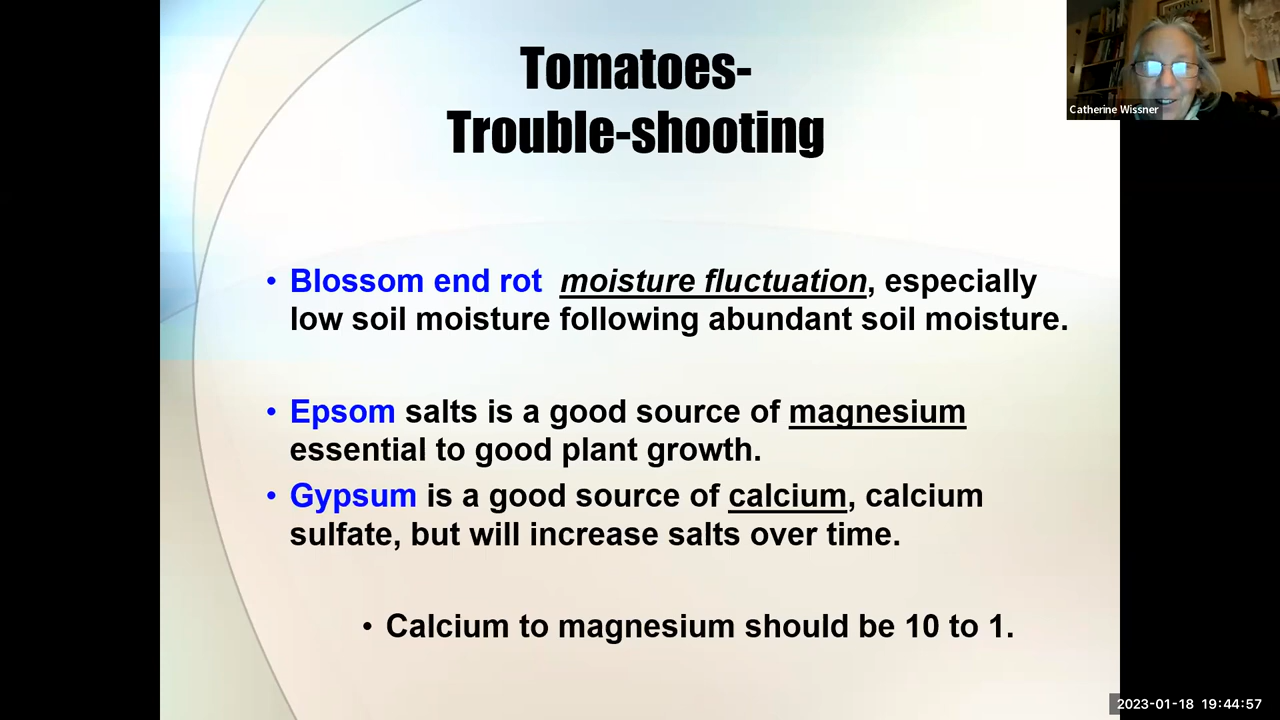 Tomatoes-
Trouble-shooting
Catherine Wissner
• Blossom end rot moisture fluctuation, especially
low soil moisture following abundant soil moisture.
• Epsom salts is a good source of magnesium
essential to good plant growth.
• Gypsum is a good source of calcium, calcium
sulfate, but will increase salts over time.
• Calcium to magnesium should be 10 to 1.
2023-01-18 19:44:57